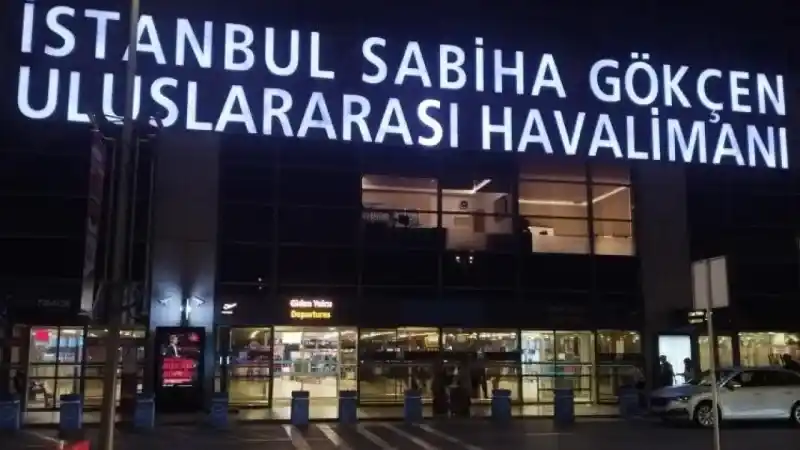 İSTANBUL SABİHA GÖKÇEN
ULUSLARARASI HAVALİMANI
Giden Yolcu
Departures